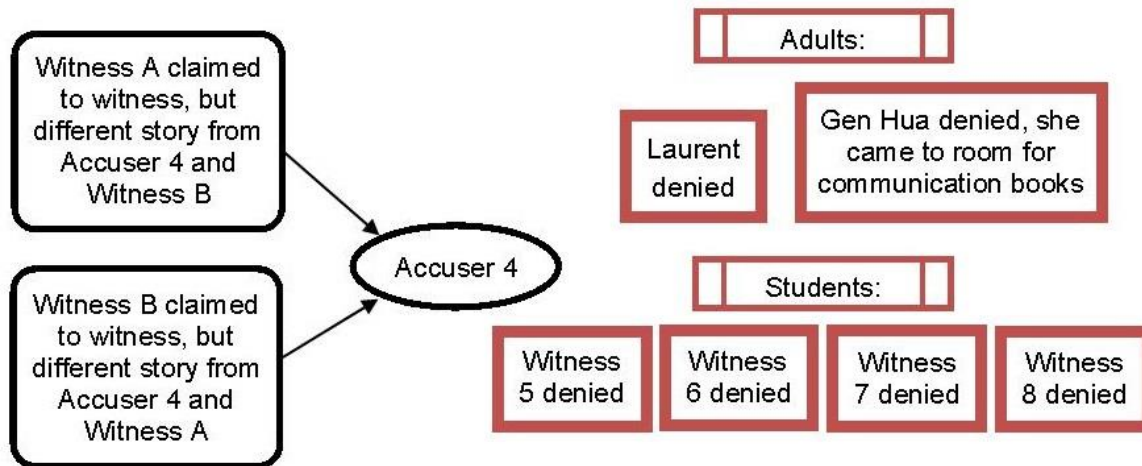 Witness A claimed
to witness, but
different story from
Accuser 4 and
Witness B
Witness B claimed
to witness, but
different story from
Accuser 4 and
Witness A
Accuser 4
Adults:
Laurent
denied
Gen Hua denied, she
came to room for
communication books
Students:
Witness
5 denied
Witness
6 denied
Witness
7 denied
Witness
8 denied